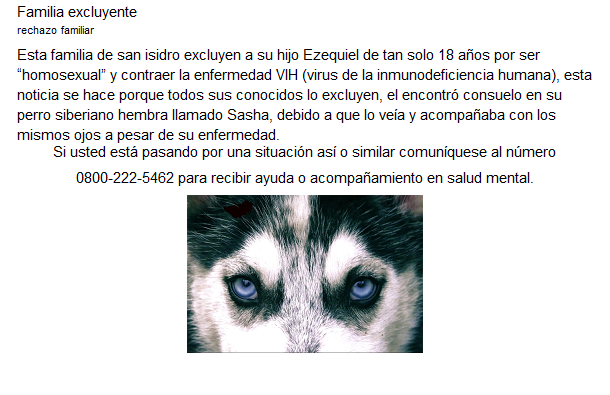 Familia excluyente
rechazo familiar
Esta familia de san isidro excluyen a su hijo Ezequiel de tan solo 18 años por ser
“homosexual” y contraer la enfermedad VIH (virus de la inmunodeficiencia humana), esta
noticia se hace porque todos sus conocidos lo excluyen, el encontró consuelo en su
perro siberiano hembra llamado Sasha, debido a que lo veía y acompañaba con los
mismos ojos a pesar de su enfermedad.
Si usted está pasando por una situación así o similar comuníquese al número
0800-222-5462 para recibir ayuda o acompañamiento en salud mental.